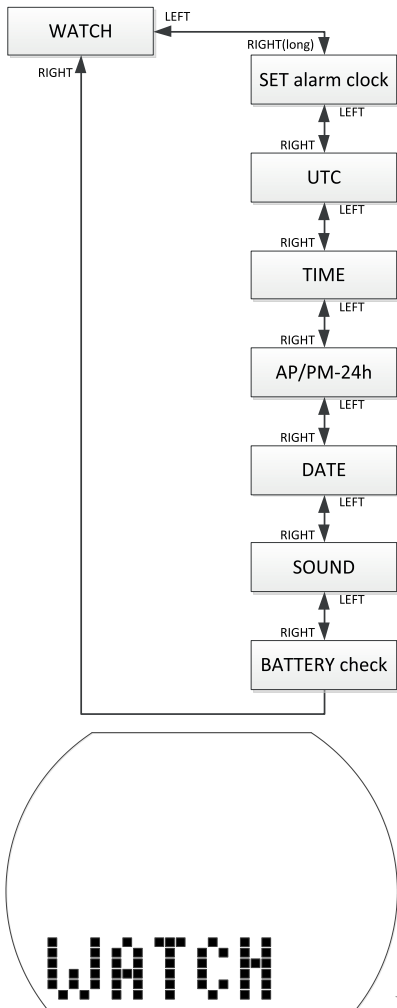 WATCH
LEFT
RIGHT(long)
RIGHT
SET alarm clock
LEFT
RIGHT
UTC
LEFT
RIGHT
TIME
LEFT
RIGHT
AP/PM-24h
LEFT
RIGHT
DATE
LEFT
RIGHT
SOUND
LEFT
RIGHT
BATTERY check
WATCH